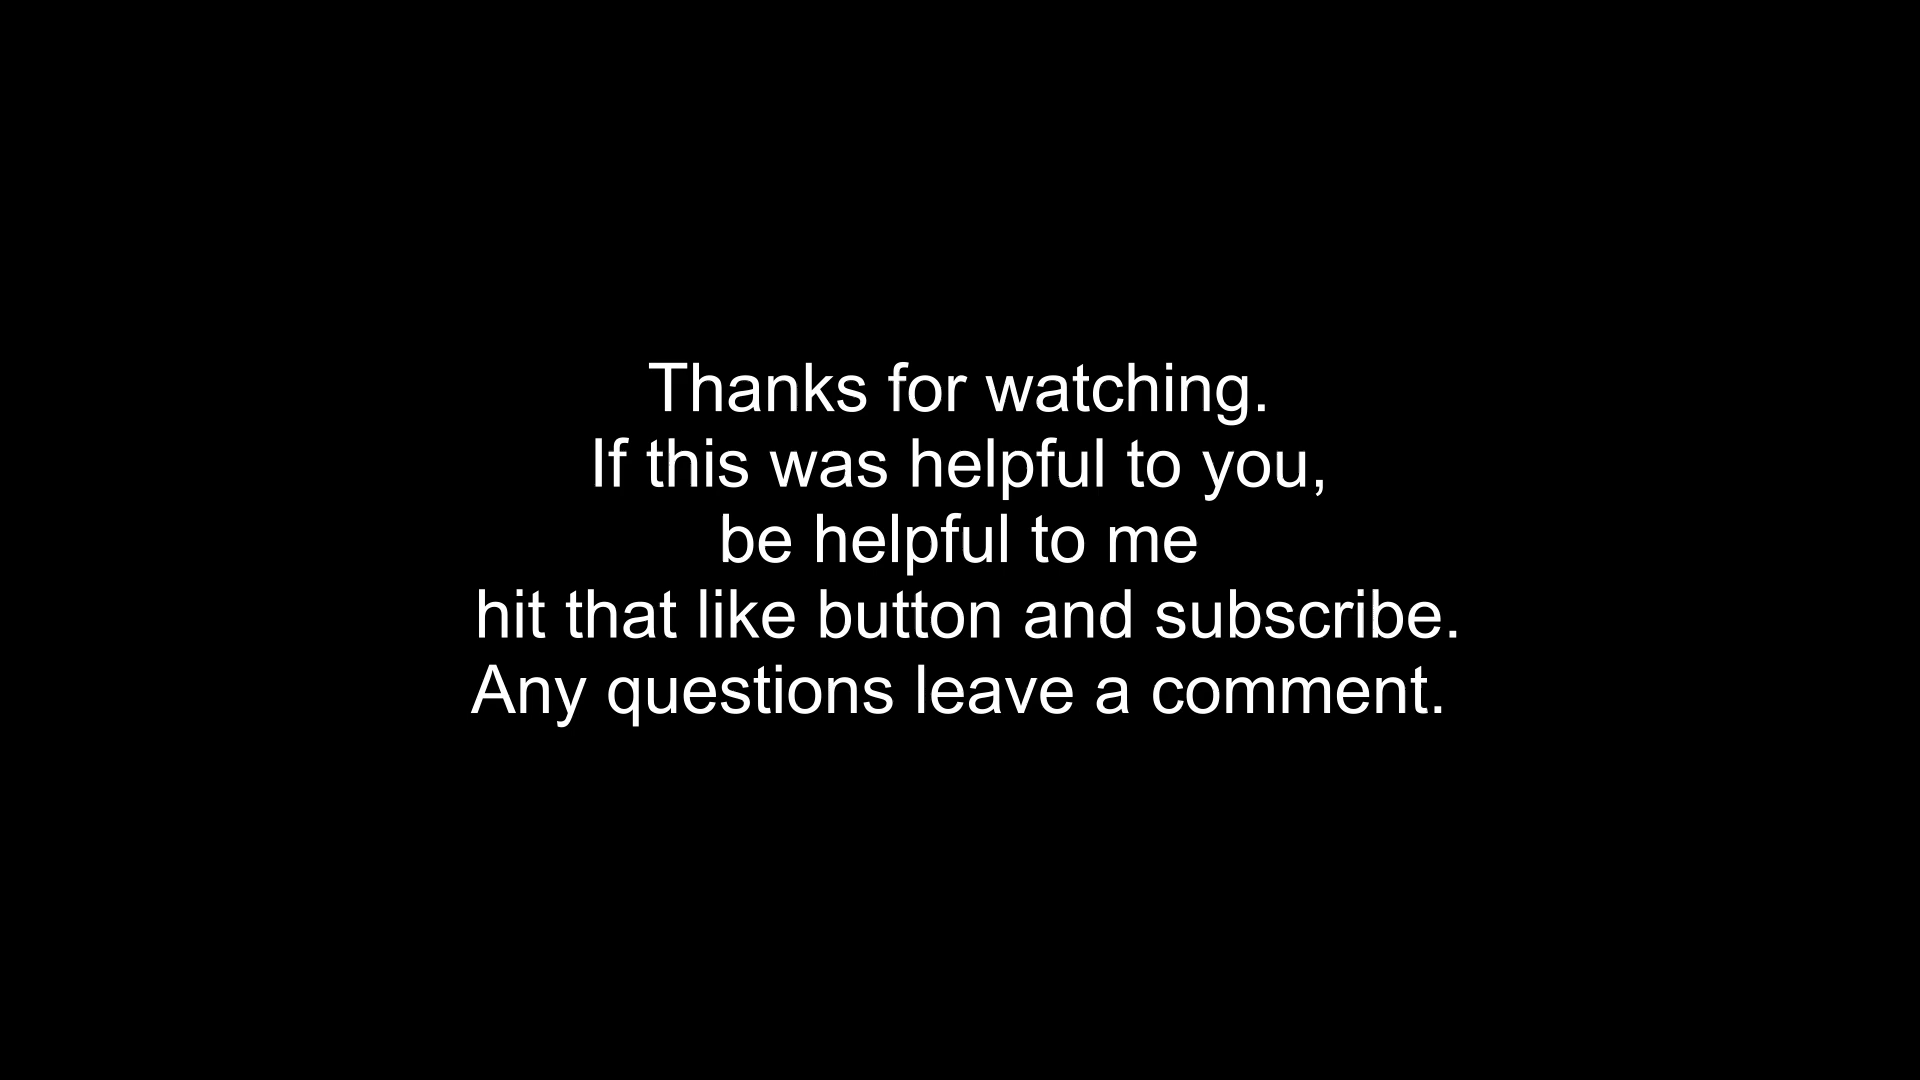 Thanks for watching.
If this was helpful to you,
be helpful to me
hit that like button and subscribe.
Any questions leave a comment.